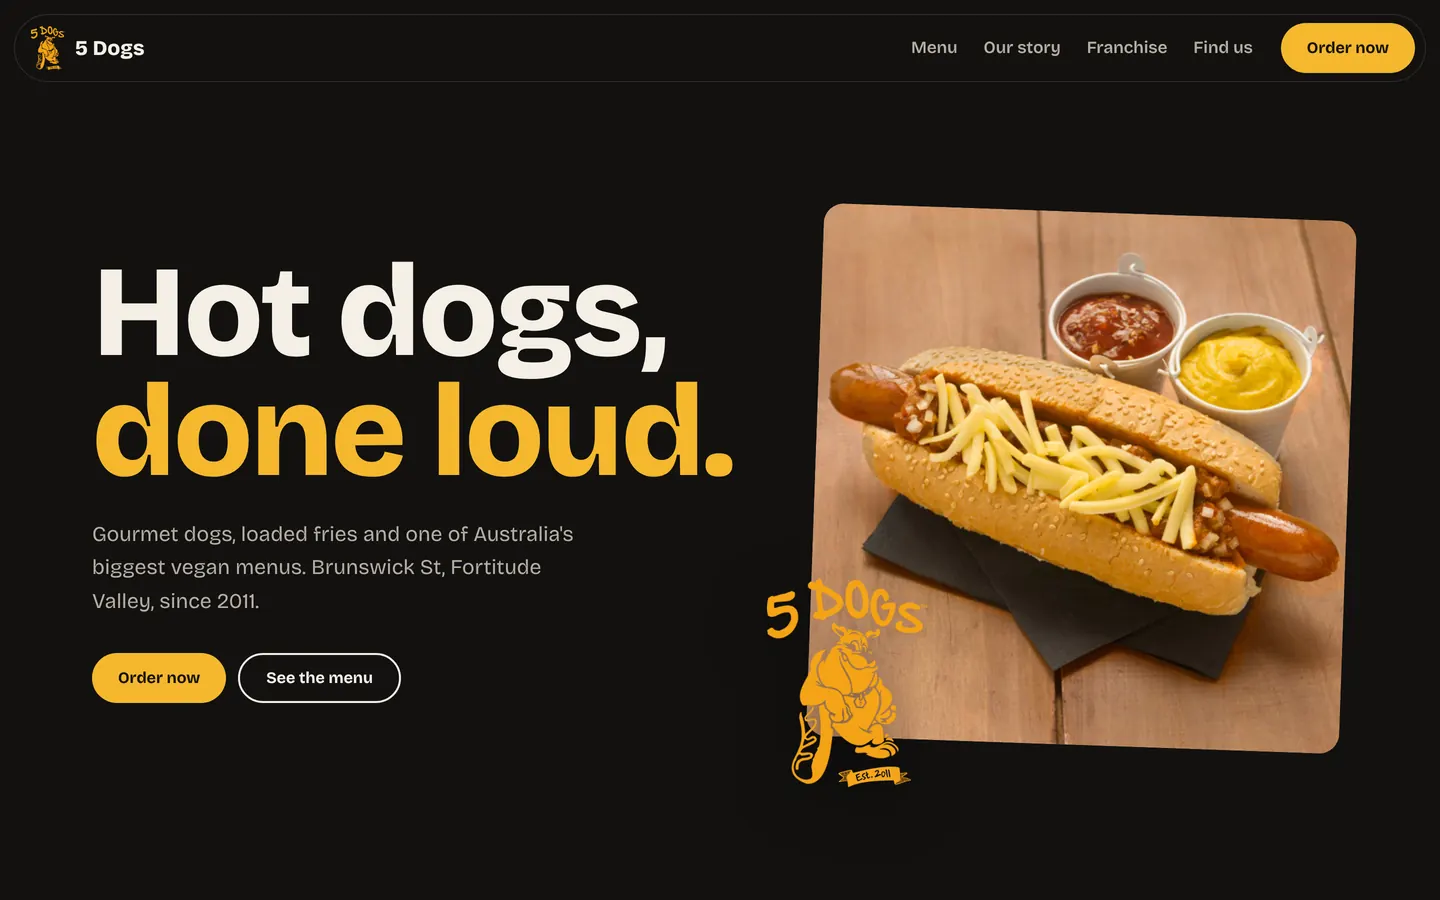 5 DOGS
5 Dogs
Menu
Our story
Franchise
Find us
Order now
Hot dogs,
done loud.
Gourmet dogs, loaded fries and one of Australia's
biggest vegan menus. Brunswick St, Fortitude
Valley, since 2011.
Order now
See the menu
5 DOGS
Est. 2011